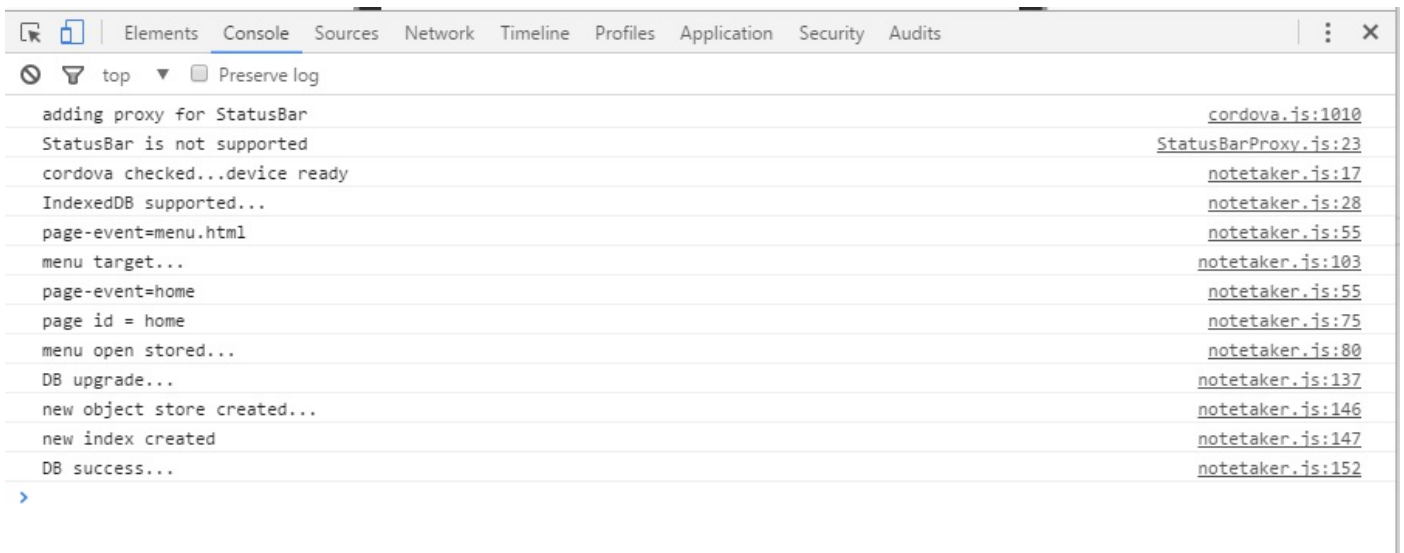 Elements Console Sources Network Timeline Profiles Application Security Audits
top Preserve log
adding proxy for StatusBar cordova.js:1010
StatusBar is not supported StatusBarProxy.js:23
cordova checked...device ready notetaker.js:17
IndexedDB supported... notetaker.js:28
page-event=menu.html notetaker.js:55
menu target... notetaker.js:103
page-event=home notetaker.js:55
page id = home notetaker.js:75
menu open stored... notetaker.js:80
DB upgrade... notetaker.js:137
new object store created... notetaker.js:146
new index created notetaker.js:147
DB success... notetaker.js:152